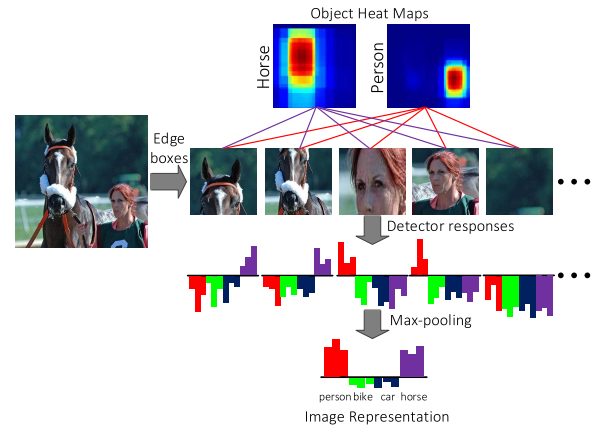 Object Heat Maps
Horse
Person
Edge
boxes
Detector responses
Max-pooling
person bike car horse
Image Representation